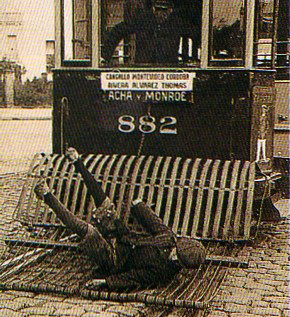 CANGALLO MONTEVIDEO CORDOBA
RIVERA ALVAREZ THOMAS
ACHA Y MONROE
882